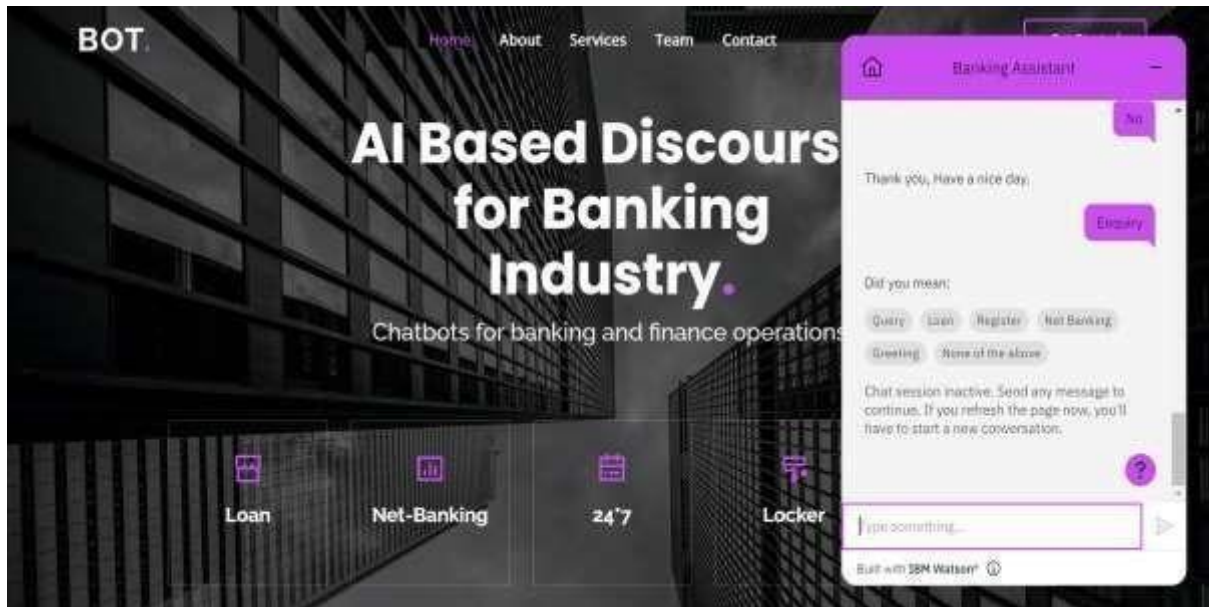 BOT.
Home About Services Team Contact
AI Based Discours
for Banking
Industry.
Chatbots for banking and finance operations
Loan
Net-Banking
24*7
Locker
Banking Assistant
No
Thank you, Have a nice day.
Enquiry
Did you mean:
Query Loan Register Net Banking
Greeting None of the above
Chat session inactive. Send any message to
continue. If you refresh the page now, you'll
have to start a new conversation.
?
Type something...
Built with IBM Watson®